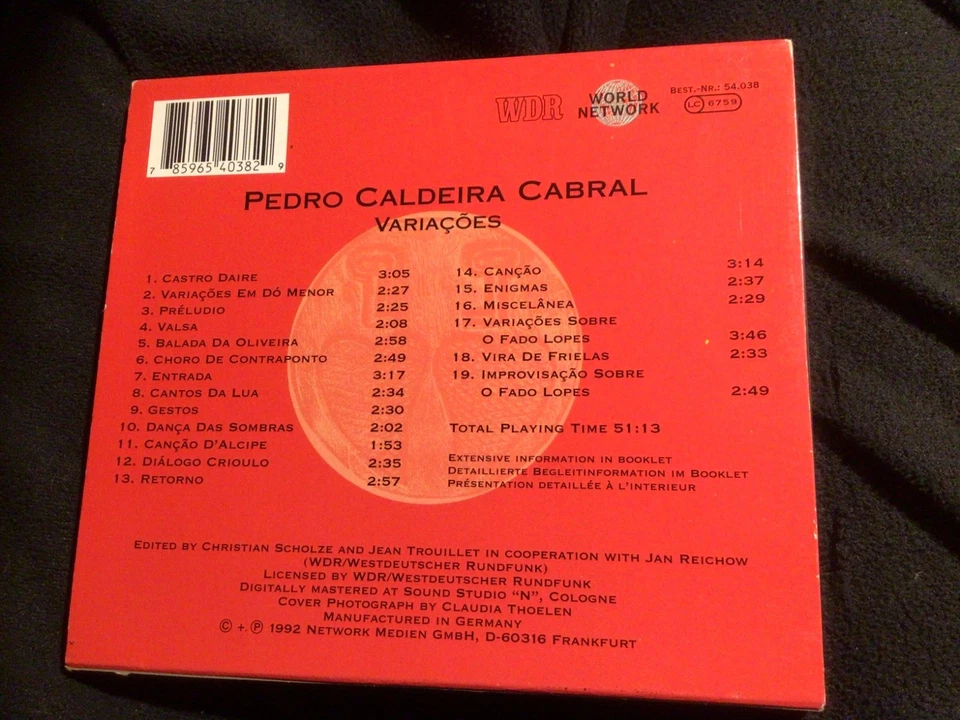 WDR
WORLD
NETWORK
BEST.-NR.: 54.038
LC 6759
7 85965 40382 9
PEDRO CALDEIRA CABRAL
VARIAÇÕES
1. CASTRO DAIRE 3:05
2. VARIAÇÕES EM DÓ MENOR 2:27
3. PRÉLUDIO 2:25
4. VALSA 2:08
5. BALADA DA OLIVEIRA 2:58
6. CHORO DE CONTRAPONTO 2:49
7. ENTRADA 3:17
8. CANTOS DA LUA 2:34
9. GESTOS 2:30
10. DANÇA DAS SOMBRAS 2:02
11. CANÇÃO D'ALCIPE 1:53
12. DIÁLOGO CRIOULO 2:35
13. RETORNO 2:57
14. CANÇÃO 3:14
15. ENIGMAS 2:37
16. MISCELÂNEA 2:29
17. VARIAÇÕES SOBRE
O FADO LOPES 3:46
18. VIRA DE FRIELAS 2:33
19. IMPROVISAÇÃO SOBRE
O FADO LOPES 2:49
TOTAL PLAYING TIME 51:13
EXTENSIVE INFORMATION IN BOOKLET
DETAILLIERTE BEGLEITINFORMATION IM BOOKLET
PRÉSENTATION DETAILLÉE À L'INTERIEUR
EDITED BY CHRISTIAN SCHOLZE AND JEAN TROUILLET IN COOPERATION WITH JAN REICHOW
(WDR/WESTDEUTSCHER RUNDFUNK)
LICENSED BY WDR/WESTDEUTSCHER RUNDFUNK
DIGITALLY MASTERED AT SOUND STUDIO "N", COLOGNE
COVER PHOTOGRAPH BY CLAUDIA THOELEN
MANUFACTURED IN GERMANY
© + ℗ 1992 NETWORK MEDIEN GMBH, D-60316 FRANKFURT